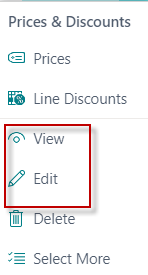 Prices & Discounts
Prices
Line Discounts
View
Edit
Delete
Select More